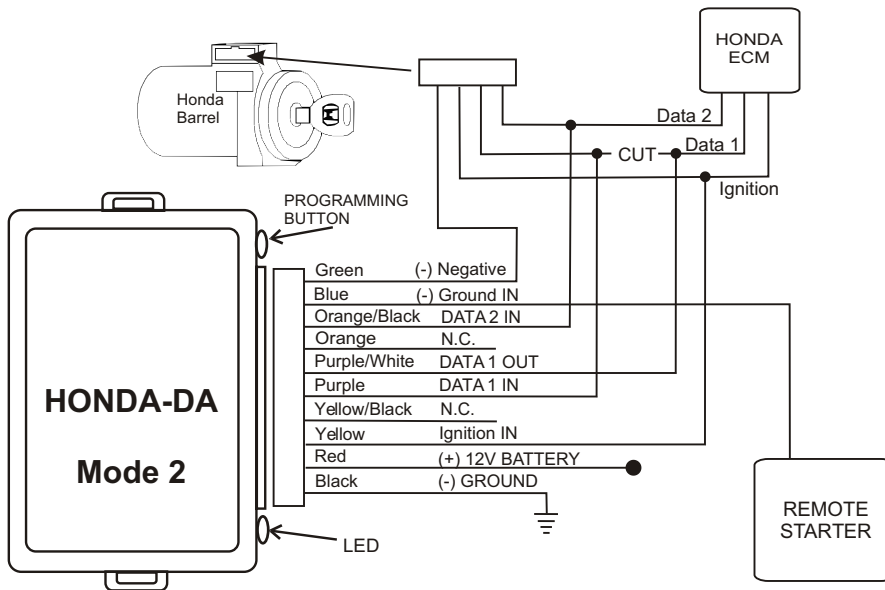 HONDA
ECM
Honda
Barrel
Data 2
CUT
Data 1
Ignition
PROGRAMMING
BUTTON
Green (-) Negative
Blue (-) Ground IN
Orange/Black DATA 2 IN
Orange N.C.
Purple/White DATA 1 OUT
Purple DATA 1 IN
Yellow/Black N.C.
Yellow Ignition IN
Red (+) 12V BATTERY
Black (-) GROUND
HONDA-DA
Mode 2
LED
REMOTE
STARTER